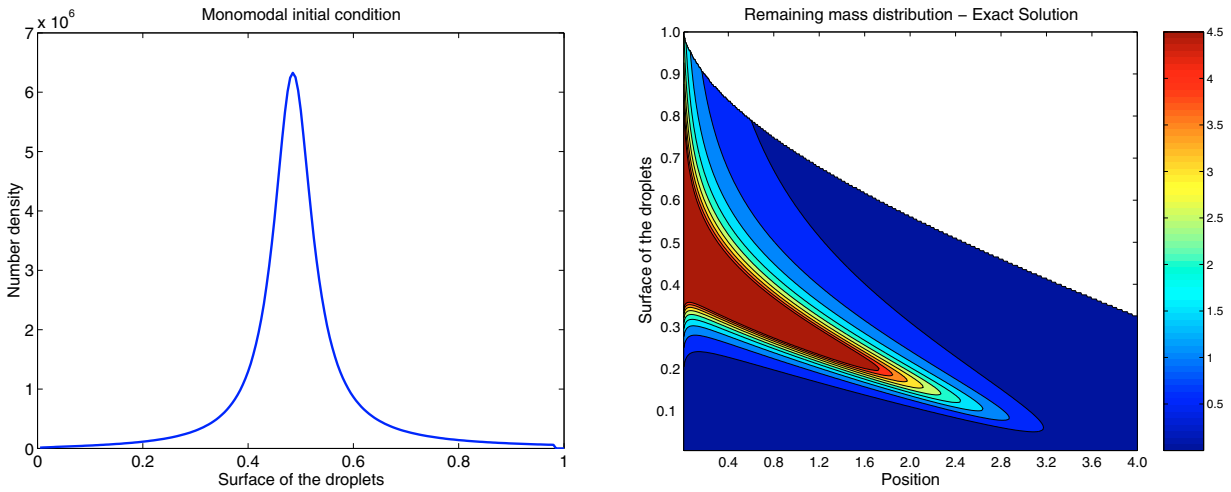 Monomodal initial condition
7 x 10^6
6
5
4
3
2
1
0
Number density
0 0.2 0.4 0.6 0.8 1
Surface of the droplets
Remaining mass distribution – Exact Solution
1.0
0.9
0.8
0.7
0.6
0.5
0.4
0.3
0.2
0.1
Surface of the droplets
0.4 0.8 1.2 1.6 2.0 2.4 2.8 3.2 3.6 4.0
Position
4.5
4
3.5
3
2.5
2
1.5
1
0.5